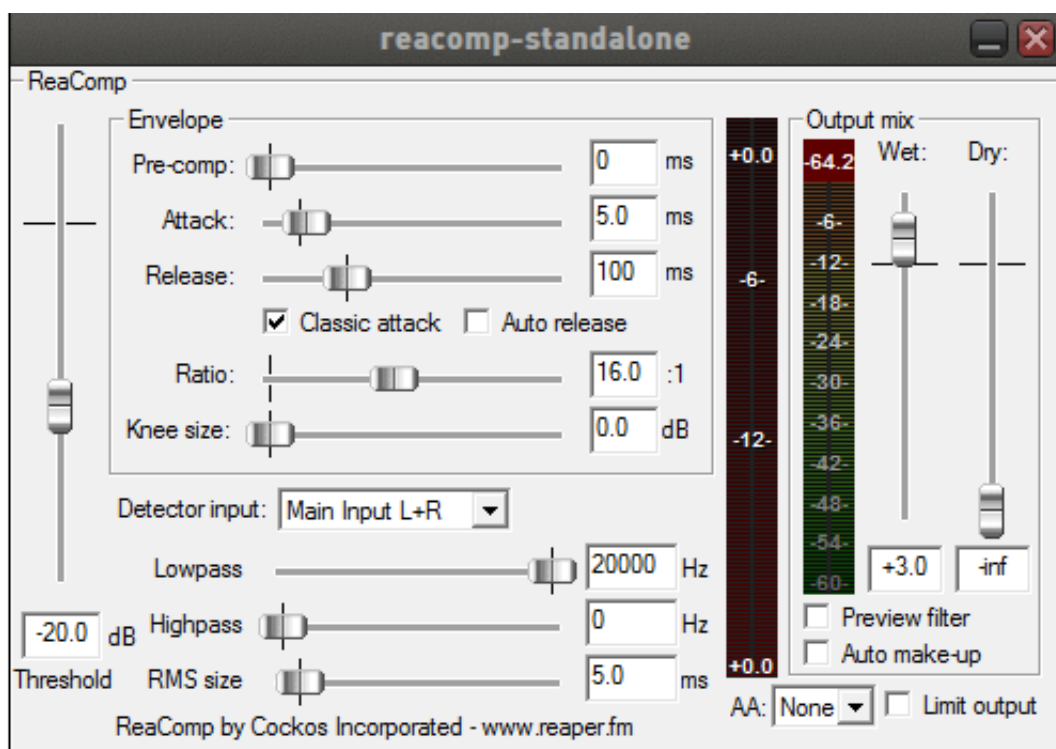 reacomp-standalone
ReaComp
Envelope
Pre-comp: 0 ms
Attack: 5.0 ms
Release: 100 ms
Classic attack Auto release
Ratio: 16.0 :1
Knee size: 0.0 dB
Detector input: Main Input L+R
Lowpass 20000 Hz
Highpass 0 Hz
RMS size 5.0 ms
-20.0 dB
Threshold
ReaComp by Cockos Incorporated - www.reaper.fm
+0.0
-6-
-12-
+0.0
Output mix
Wet: Dry:
-64.2
-6-
-12-
-18-
-24-
-30-
-36-
-42-
-48-
-54-
-60-
+3.0 -inf
Preview filter
Auto make-up
AA: None Limit output